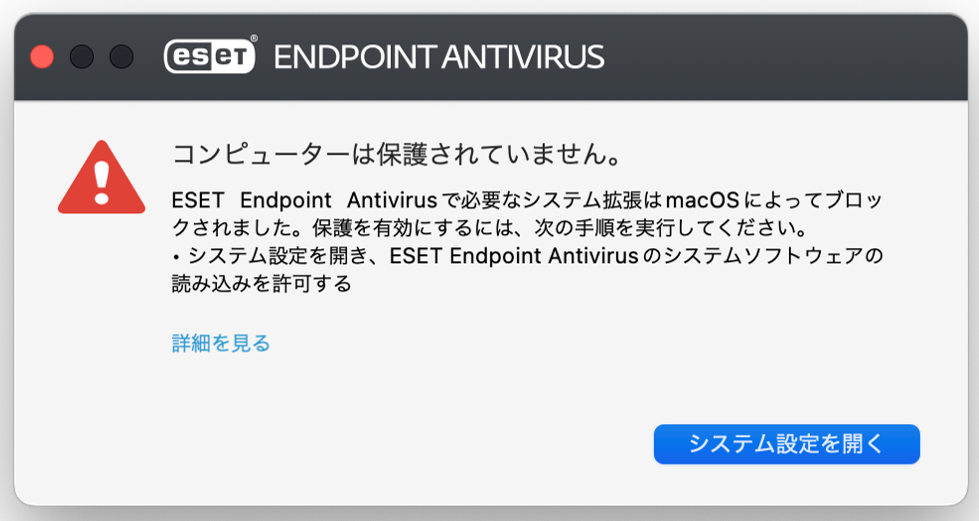 eseT® ENDPOINT ANTIVIRUS
コンピューターは保護されていません。
ESET Endpoint Antivirusで必要なシステム拡張はmacOSによってブロッ
クされました。保護を有効にするには、次の手順を実行してください。
• システム設定を開き、ESET Endpoint Antivirusのシステムソフトウェアの
読み込みを許可する
詳細を見る
システム設定を開く